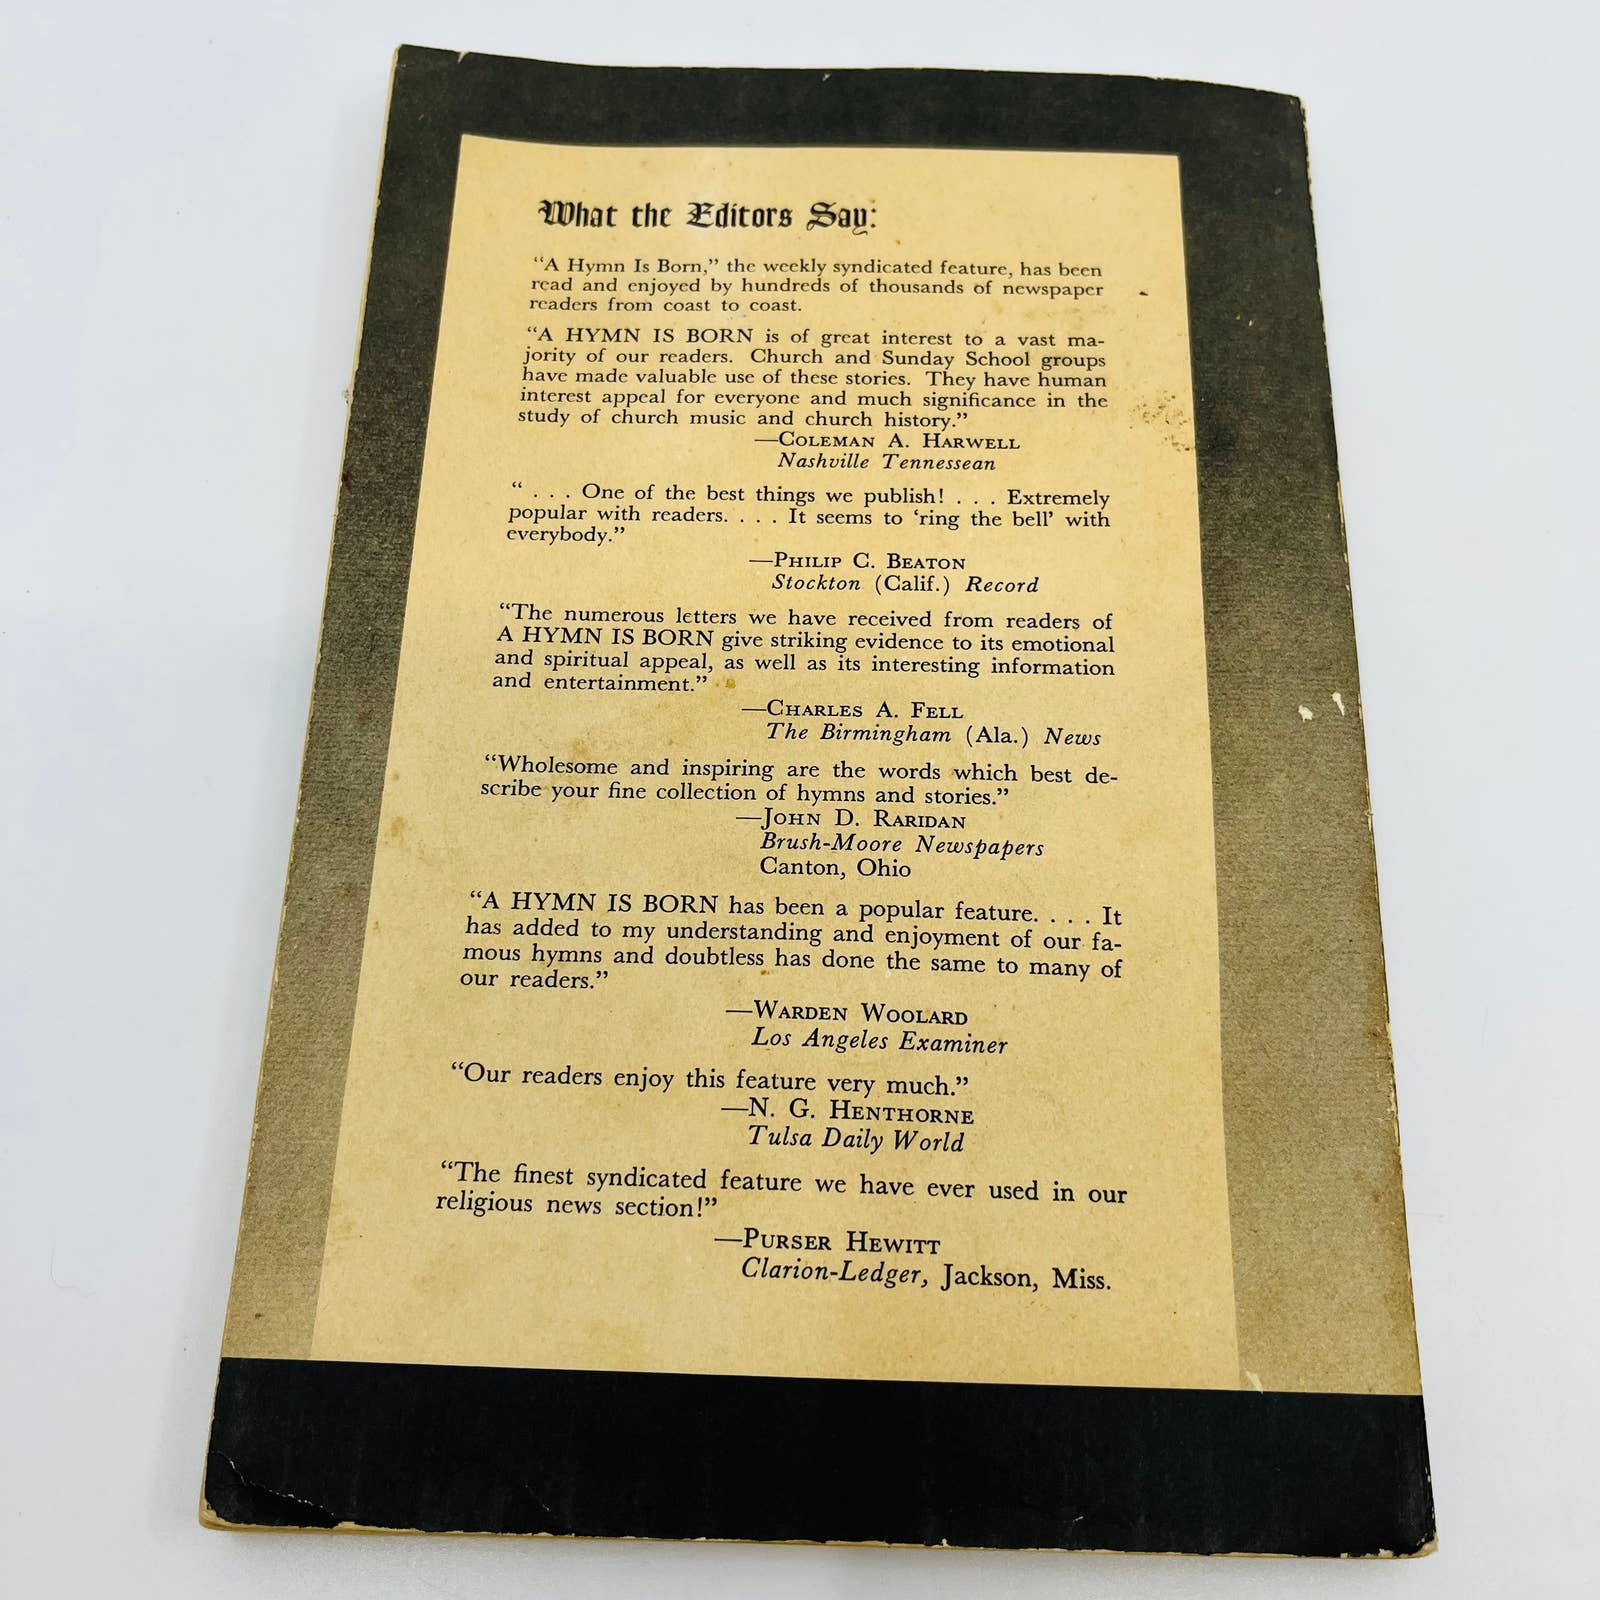 What the Editors Say:
"A Hymn Is Born," the weekly syndicated feature, has been
read and enjoyed by hundreds of thousands of newspaper
readers from coast to coast.
"A HYMN IS BORN is of great interest to a vast ma-
jority of our readers. Church and Sunday School groups
have made valuable use of these stories. They have human
interest appeal for everyone and much significance in the
study of church music and church history."
—COLEMAN A. HARWELL
Nashville Tennessean
" . . . One of the best things we publish! . . . Extremely
popular with readers. . . . It seems to 'ring the bell' with
everybody."
—PHILIP C. BEATON
Stockton (Calif.) Record
"The numerous letters we have received from readers of
A HYMN IS BORN give striking evidence to its emotional
and spiritual appeal, as well as its interesting information
and entertainment."
—CHARLES A. FELL
The Birmingham (Ala.) News
"Wholesome and inspiring are the words which best de-
scribe your fine collection of hymns and stories."
—JOHN D. RARIDAN
Brush-Moore Newspapers
Canton, Ohio
"A HYMN IS BORN has been a popular feature. . . . It
has added to my understanding and enjoyment of our fa-
mous hymns and doubtless has done the same to many of
our readers."
—WARDEN WOOLARD
Los Angeles Examiner
"Our readers enjoy this feature very much."
—N. G. HENTHORNE
Tulsa Daily World
"The finest syndicated feature we have ever used in our
religious news section!"
—PURSER HEWITT
Clarion-Ledger, Jackson, Miss.